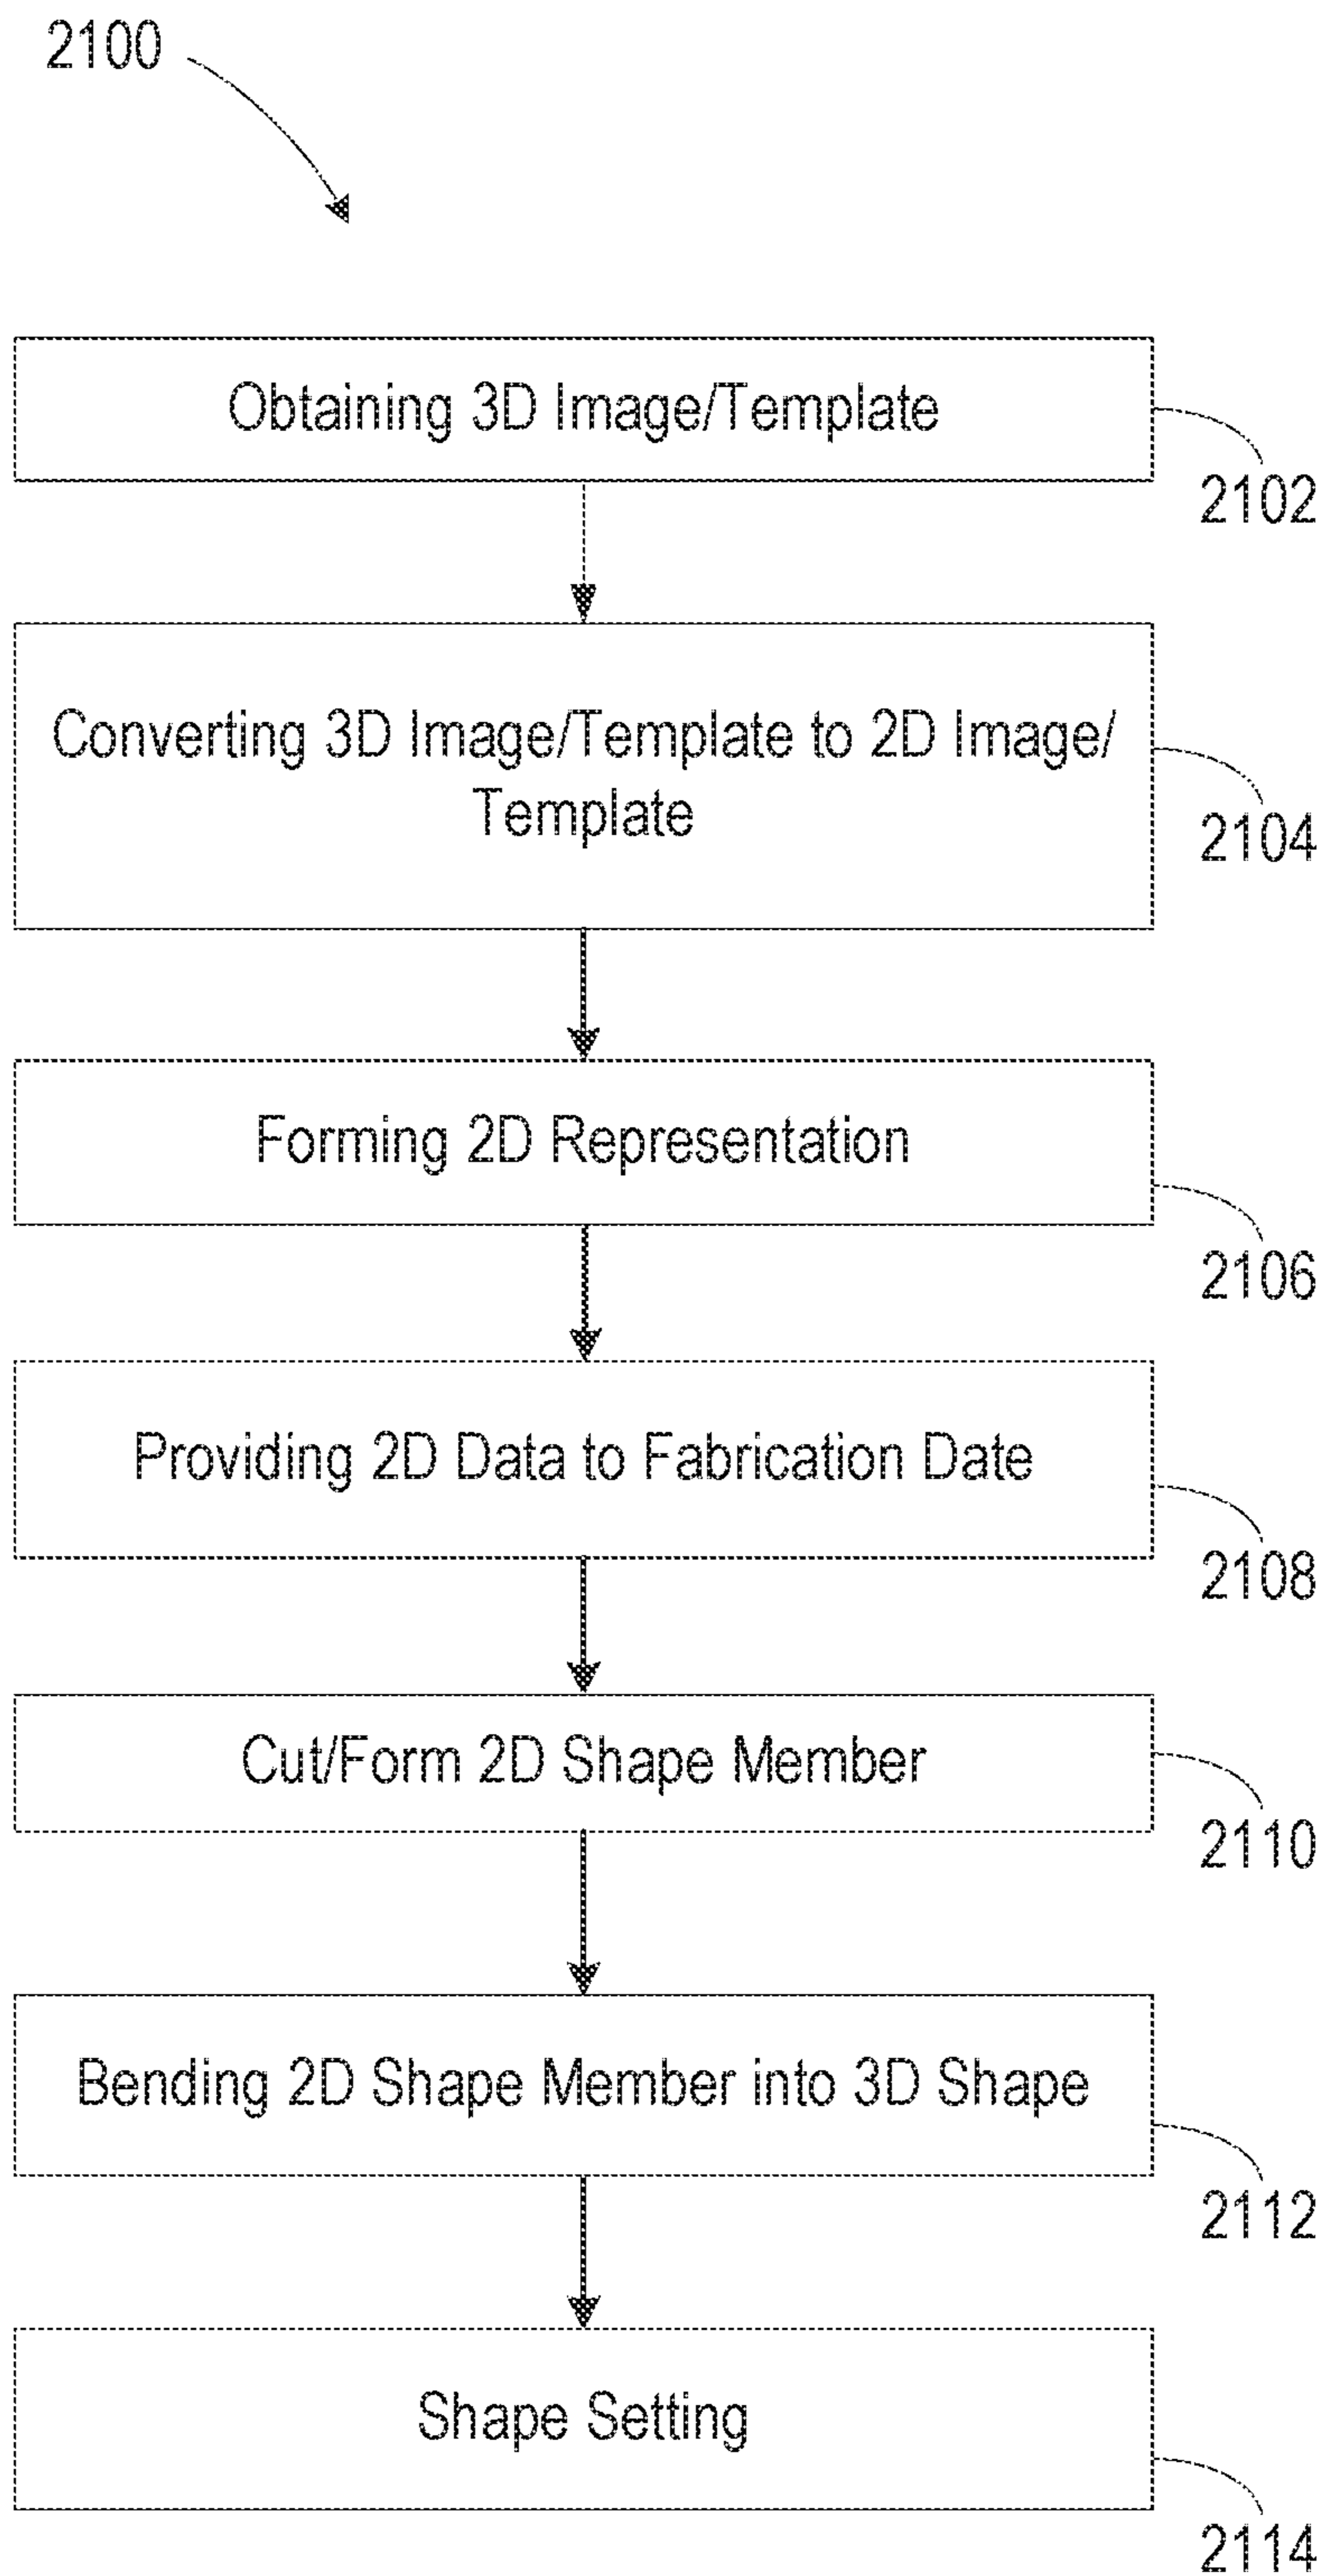 2100
Obtaining 3D Image/Template
2102
Converting 3D Image/Template to 2D Image/
Template
2104
Forming 2D Representation
2106
Providing 2D Data to Fabrication Date
2108
Cut/Form 2D Shape Member
2110
Bending 2D Shape Member into 3D Shape
2112
Shape Setting
2114